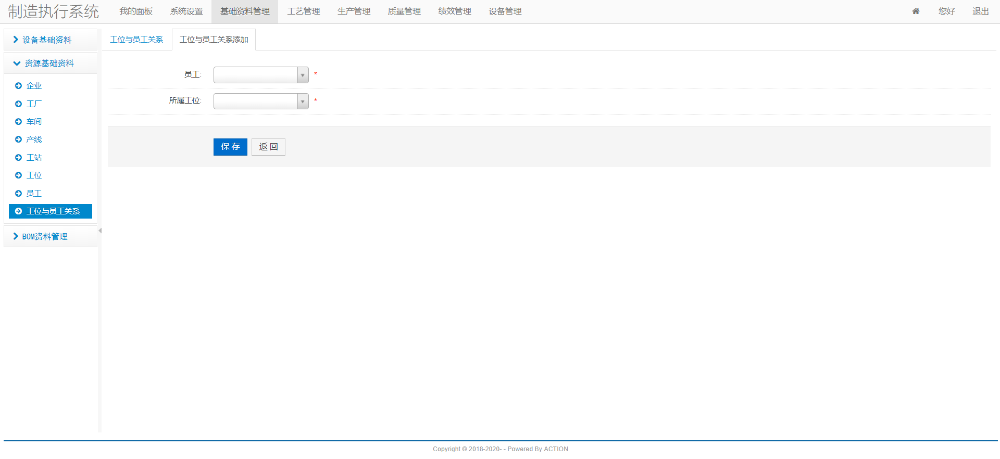 制造执行系统 我的面板 系统设置 基础资料管理 工艺管理 生产管理 质量管理 绩效管理 设备管理 您好 退出
设备基础资料
资源基础资料
企业
工厂
车间
产线
工站
工位
员工
工位与员工关系
BOM资料管理
工位与员工关系 工位与员工关系添加
员工: *
所属工位: *
保 存 返 回
Copyright © 2018-2020- - Powered By ACTION